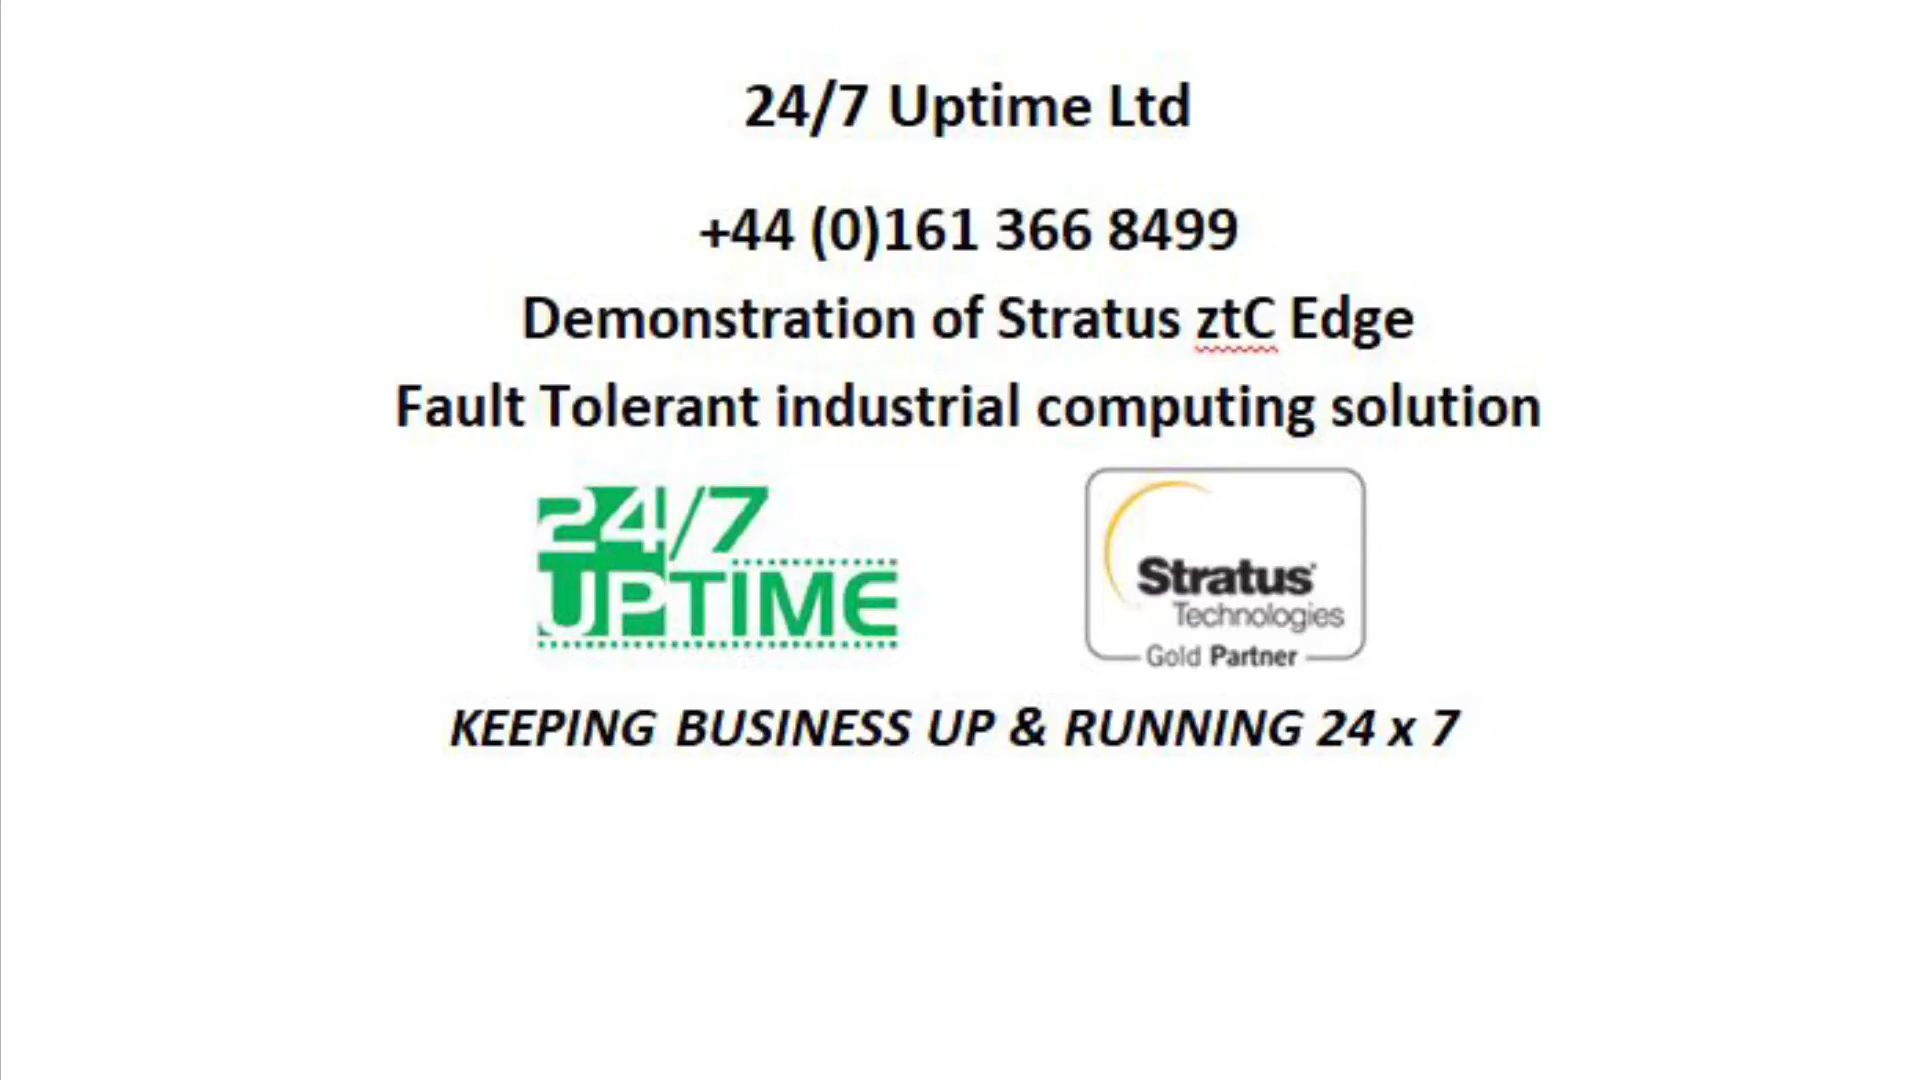 24/7 Uptime Ltd
+44 (0)161 366 8499
Demonstration of Stratus ztC Edge
Fault Tolerant industrial computing solution
24/7
UPTIME
Stratus
Technologies
Gold Partner
KEEPING BUSINESS UP & RUNNING 24 x 7